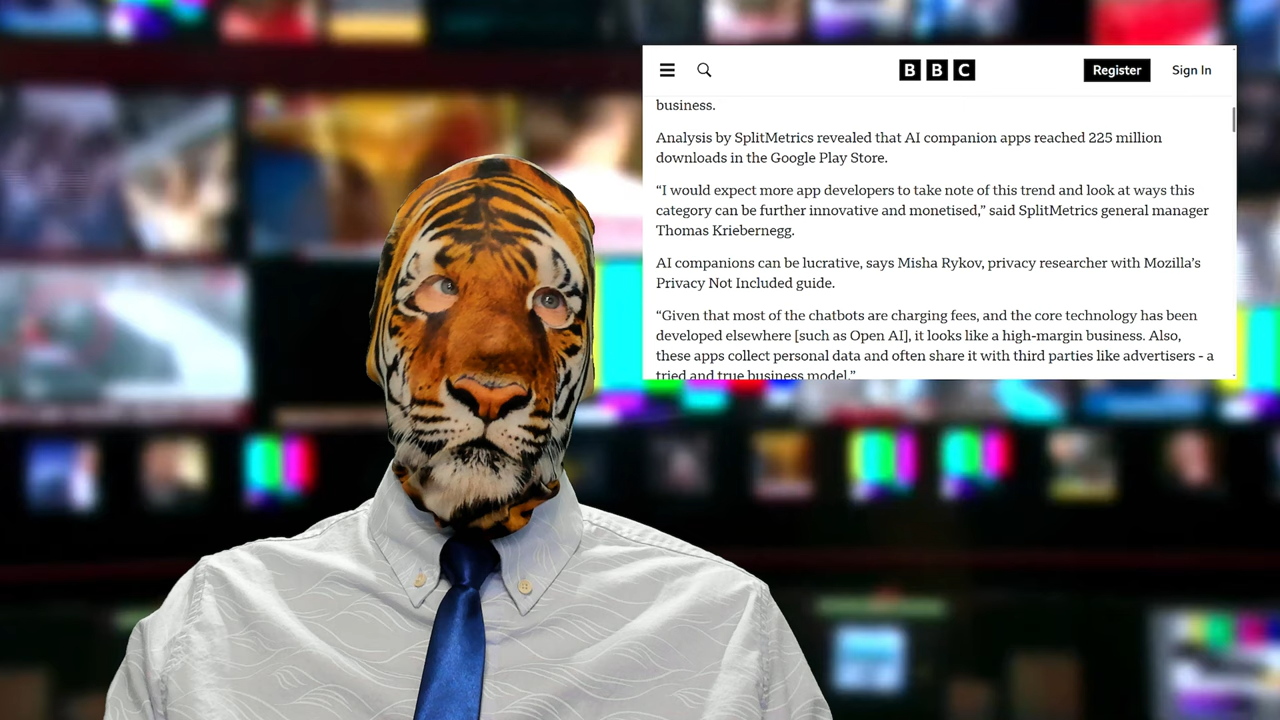 BBC
Register
Sign In
business.
Analysis by SplitMetrics revealed that AI companion apps reached 225 million
downloads in the Google Play Store.
“I would expect more app developers to take note of this trend and look at ways this
category can be further innovative and monetised,” said SplitMetrics general manager
Thomas Kriebernegg.
AI companions can be lucrative, says Misha Rykov, privacy researcher with Mozilla’s
Privacy Not Included guide.
“Given that most of the chatbots are charging fees, and the core technology has been
developed elsewhere [such as Open AI], it looks like a high-margin business. Also,
these apps collect personal data and often share it with third parties like advertisers - a
tried and true business model.”